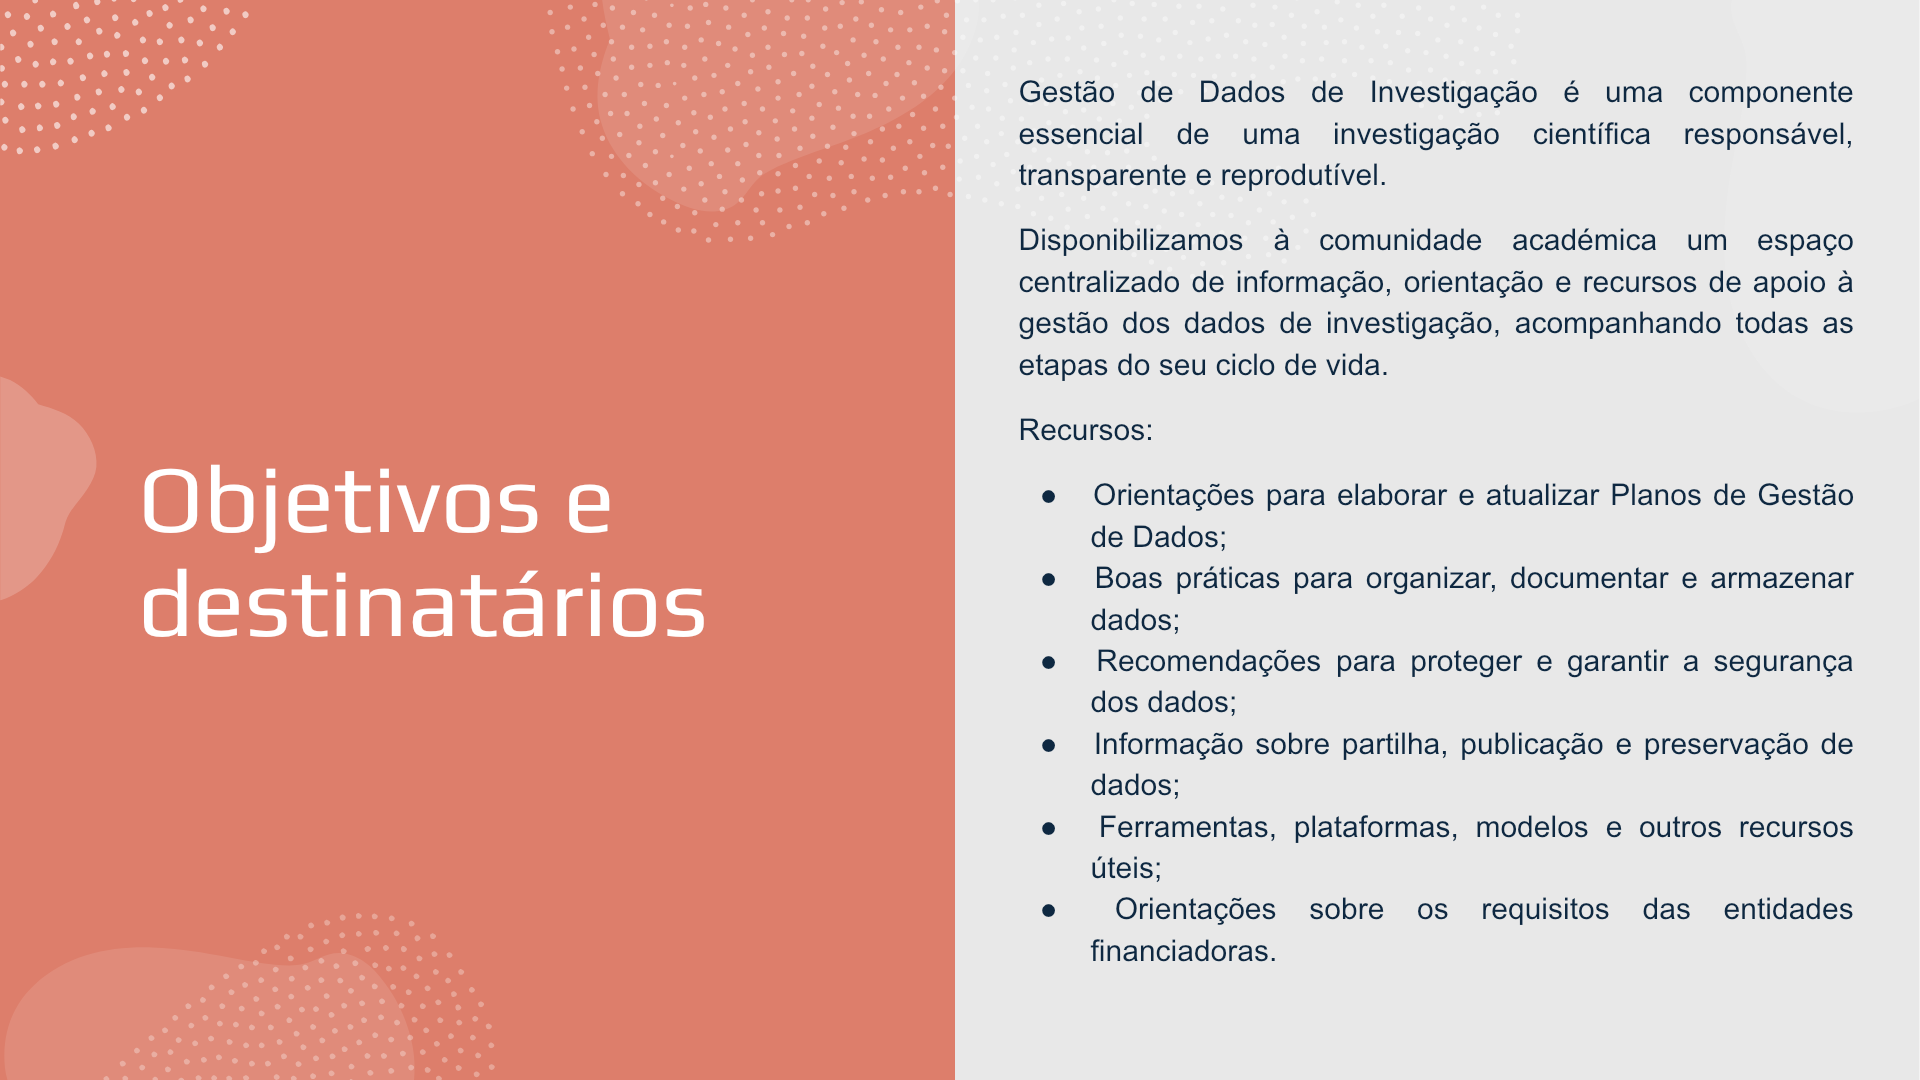 Objetivos e
destinatários
Gestão de Dados de Investigação é uma componente
essencial de uma investigação científica responsável,
transparente e reprodutível.
Disponibilizamos à comunidade académica um espaço
centralizado de informação, orientação e recursos de apoio à
gestão dos dados de investigação, acompanhando todas as
etapas do seu ciclo de vida.
Recursos:
● Orientações para elaborar e atualizar Planos de Gestão
de Dados;
● Boas práticas para organizar, documentar e armazenar
dados;
● Recomendações para proteger e garantir a segurança
dos dados;
● Informação sobre partilha, publicação e preservação de
dados;
● Ferramentas, plataformas, modelos e outros recursos
úteis;
● Orientações sobre os requisitos das entidades
financiadoras.